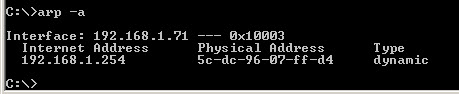 C:\>arp -a
Interface: 192.168.1.71 --- 0x10003
Internet Address Physical Address Type
192.168.1.254 5c-dc-96-07-ff-d4 dynamic
C:\>